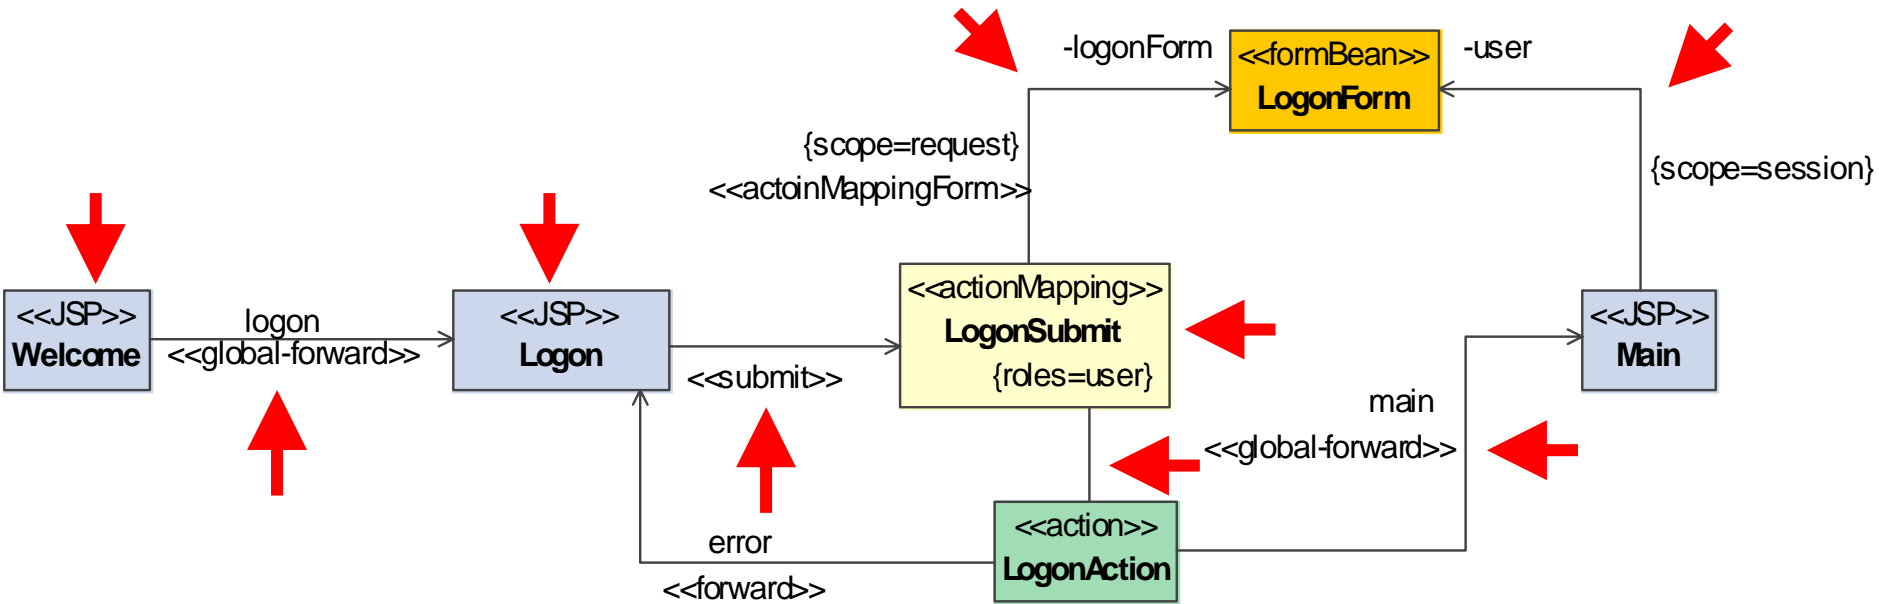 -logonForm
<<formBean>>
LogonForm
-user
{scope=request}
<<actoinMappingForm>>
{scope=session}
<<JSP>>
Welcome
logon
<<global-forward>>
<<JSP>>
Logon
<<submit>>
<<actionMapping>>
LogonSubmit
{roles=user}
<<JSP>>
Main
main
<<global-forward>>
error
<<forward>>
<<action>>
LogonAction